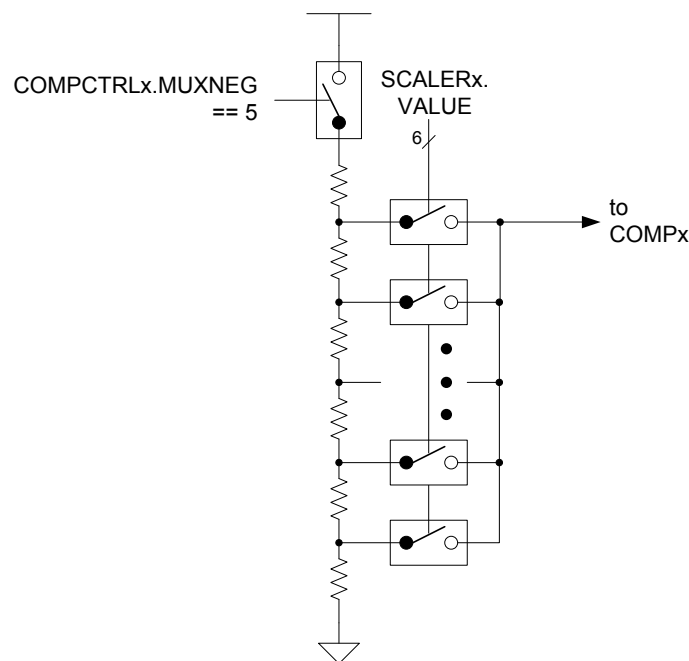 COMPCTRLx.MUXNEG
== 5
SCALERx.
VALUE
6
to
COMPx